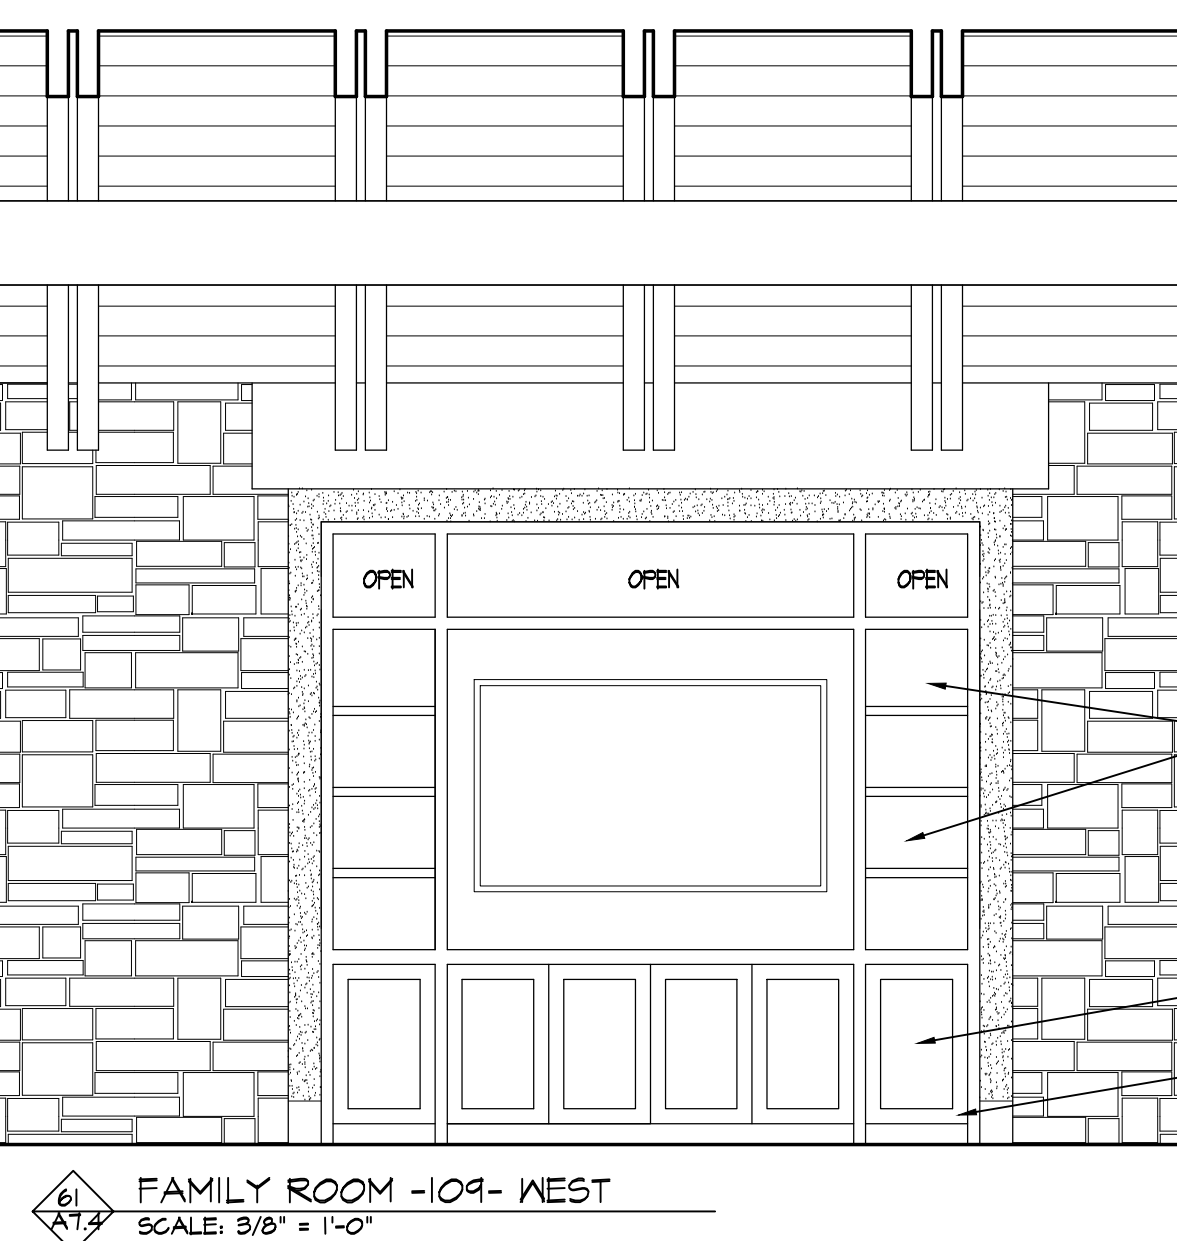 OPEN OPEN OPEN
61
A7.4
FAMILY ROOM -109- WEST
SCALE: 3/8" = 1'-0"